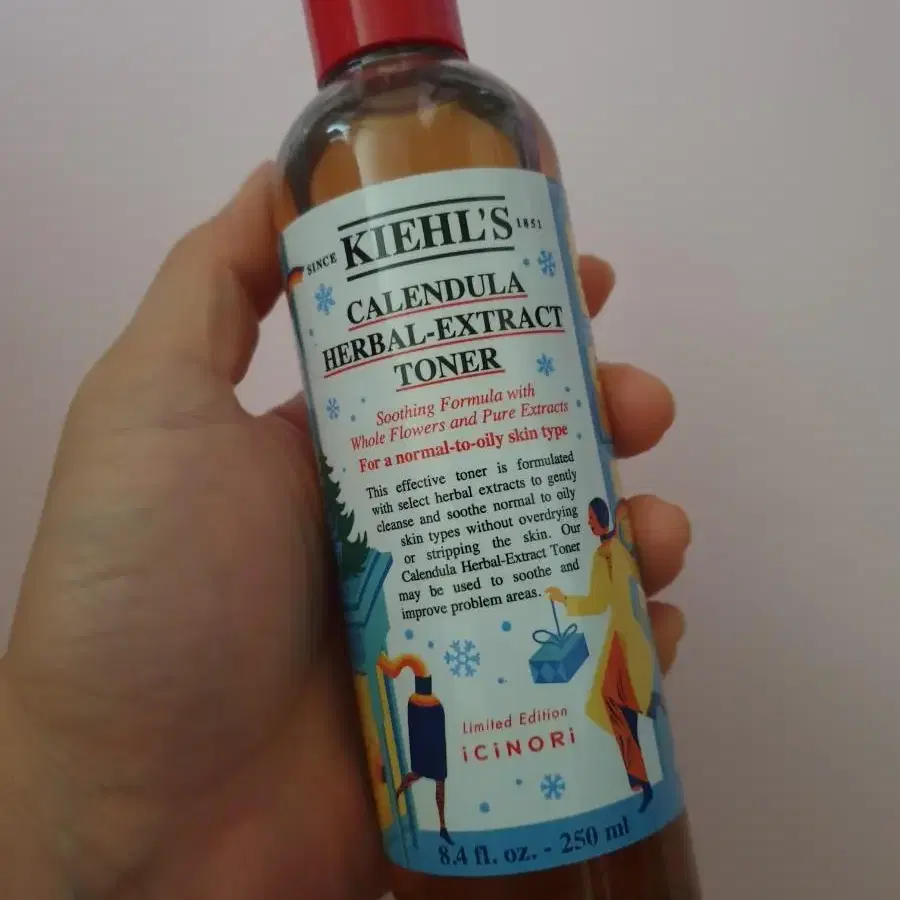 SINCE KIEHL'S 1851
CALENDULA
HERBAL-EXTRACT
TONER
Soothing Formula with
Whole Flowers and Pure Extracts
For a normal-to-oily skin type
This effective toner is formulated
with select herbal extracts to gently
cleanse and soothe normal to oily
skin types without overdrying
or stripping the skin. Our
Calendula Herbal-Extract Toner
may be used to soothe and
improve problem areas.
Limited Edition
iCiNORi
8.4 fl. oz. - 250 ml